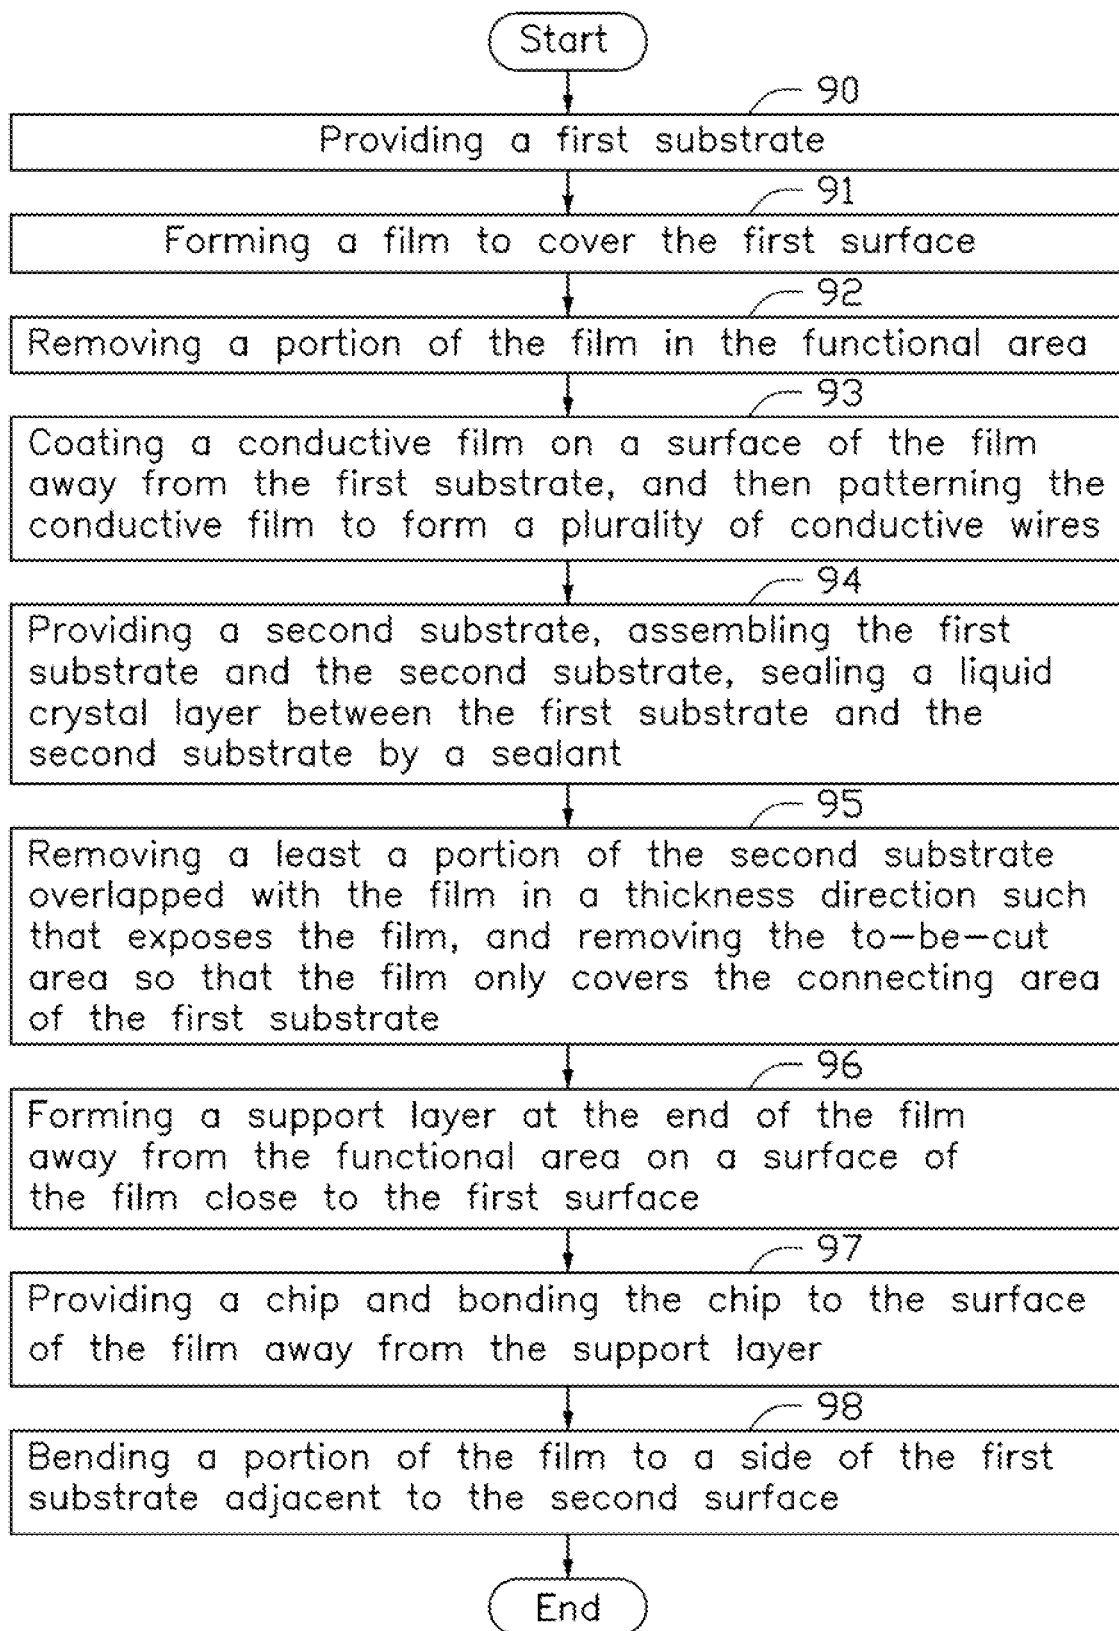 Start
90
Providing a first substrate
91
Forming a film to cover the first surface
92
Removing a portion of the film in the functional area
93
Coating a conductive film on a surface of the film
away from the first substrate, and then patterning the
conductive film to form a plurality of conductive wires
94
Providing a second substrate, assembling the first
substrate and the second substrate, sealing a liquid
crystal layer between the first substrate and the
second substrate by a sealant
95
Removing a least a portion of the second substrate
overlapped with the film in a thickness direction such
that exposes the film, and removing the to-be-cut
area so that the film only covers the connecting area
of the first substrate
96
Forming a support layer at the end of the film
away from the functional area on a surface of
the film close to the first surface
97
Providing a chip and bonding the chip to the surface
of the film away from the support layer
98
Bending a portion of the film to a side of the first
substrate adjacent to the second surface
End